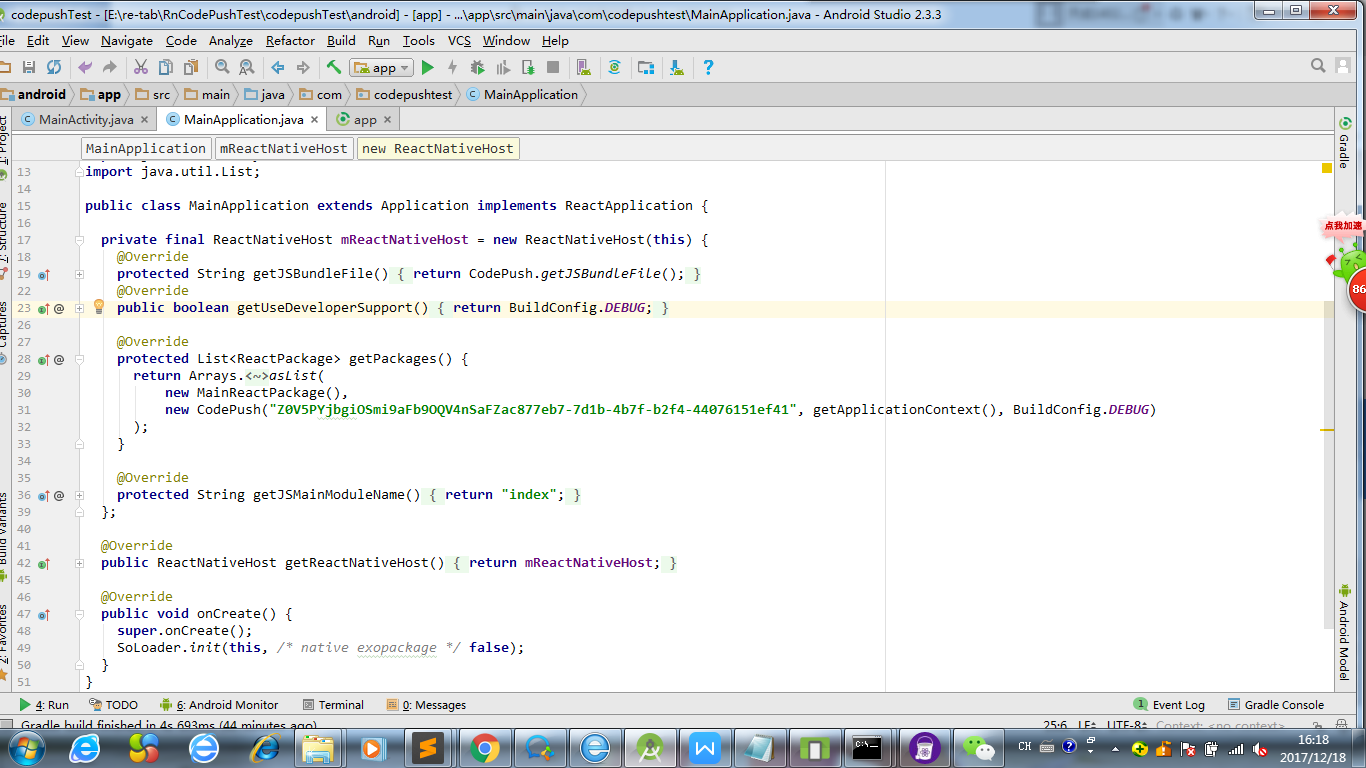 codepushTest - [E:\re-tab\RnCodePushTest\codepushTest\android] - [app] - ...\app\src\main\java\com\codepushtest\MainApplication.java - Android Studio 2.3.3
File Edit View Navigate Code Analyze Refactor Build Run Tools VCS Window Help
app
android app src main java com codepushtest MainApplication
MainActivity.java MainApplication.java app
MainApplication mReactNativeHost new ReactNativeHost
1: Project
7: Structure
Captures
Build Variants
2: Favorites
13 import java.util.List;
14
15 public class MainApplication extends Application implements ReactApplication {
16
17 private final ReactNativeHost mReactNativeHost = new ReactNativeHost(this) {
18 @Override
19 protected String getJSBundleFile() { return CodePush.getJSBundleFile(); }
22 @Override
23 public boolean getUseDeveloperSupport() { return BuildConfig.DEBUG; }
26
27 @Override
28 protected List<ReactPackage> getPackages() {
29 return Arrays.<~>asList(
30 new MainReactPackage(),
31 new CodePush("Z0V5PYjbgiOSmi9aFb9OQV4nSaFZac877eb7-7d1b-4b7f-b2f4-44076151ef41", getApplicationContext(), BuildConfig.DEBUG)
32 );
33 }
34
35 @Override
36 protected String getJSMainModuleName() { return "index"; }
39 };
40
41 @Override
42 public ReactNativeHost getReactNativeHost() { return mReactNativeHost; }
45
46 @Override
47 public void onCreate() {
48 super.onCreate();
49 SoLoader.init(this, /* native exopackage */ false);
50 }
51 }
Gradle
点我加速
86
Android Model
4: Run TODO 6: Android Monitor Terminal 0: Messages 1 Event Log Gradle Console
Gradle build finished in 4s 693ms (44 minutes ago) 25:6 LF UTF-8 Context: <no context>
CH 16:18
2017/12/18